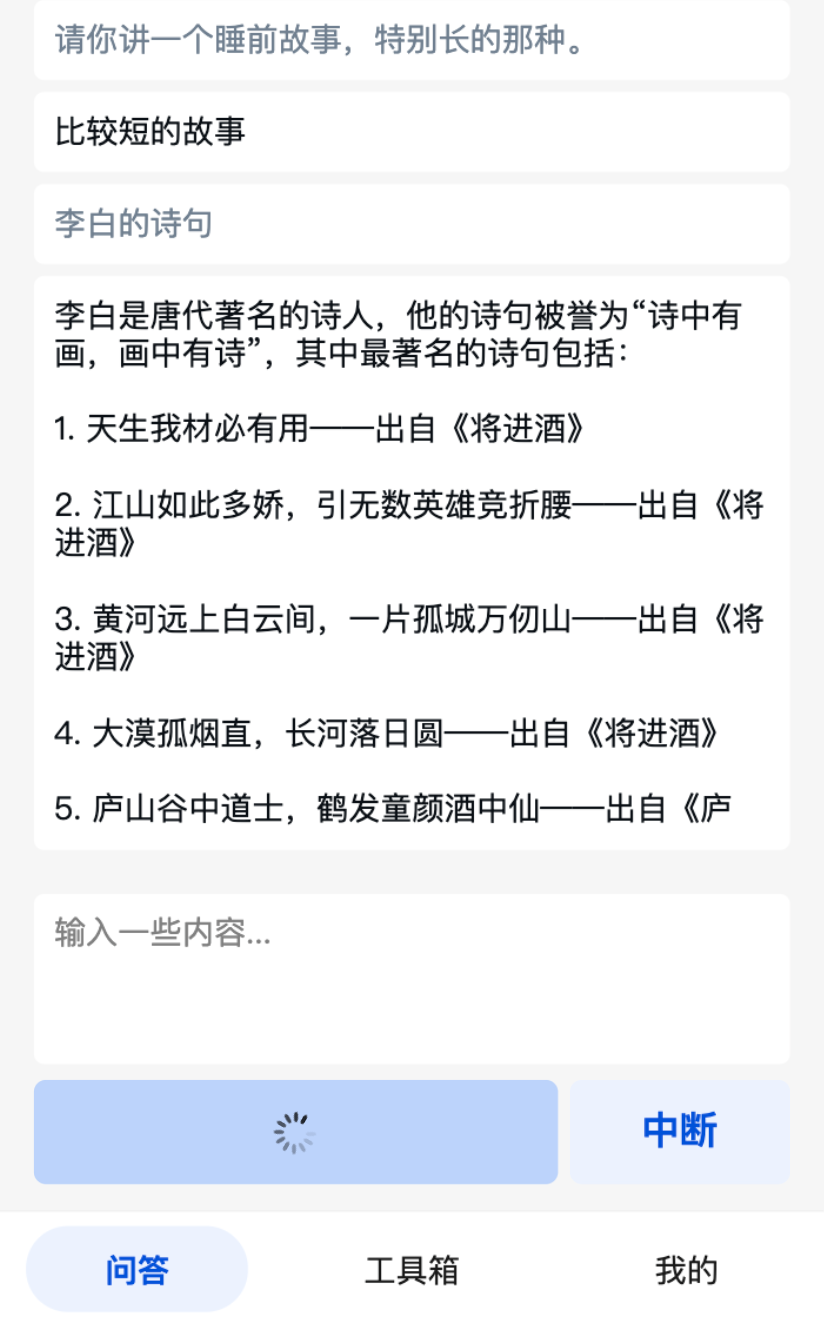 请你讲一个睡前故事，特别长的那种。
比较短的故事
李白的诗句
李白是唐代著名的诗人，他的诗句被誉为“诗中有
画，画中有诗”，其中最著名的诗句包括：
1. 天生我材必有用——出自《将进酒》
2. 江山如此多娇，引无数英雄竞折腰——出自《将
进酒》
3. 黄河远上白云间，一片孤城万仞山——出自《将
进酒》
4. 大漠孤烟直，长河落日圆——出自《将进酒》
5. 庐山谷中道士，鹤发童颜酒中仙——出自《庐
输入一些内容...
中断
问答
工具箱
我的